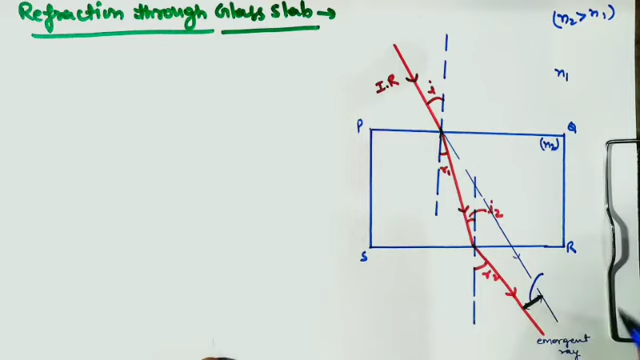 Refraction through Glass Slab →
(n₂ > n₁)
n₁
I.R
i
P
Q
(n₂)
r₁
i₂
S
R
r₂
emergent
ray